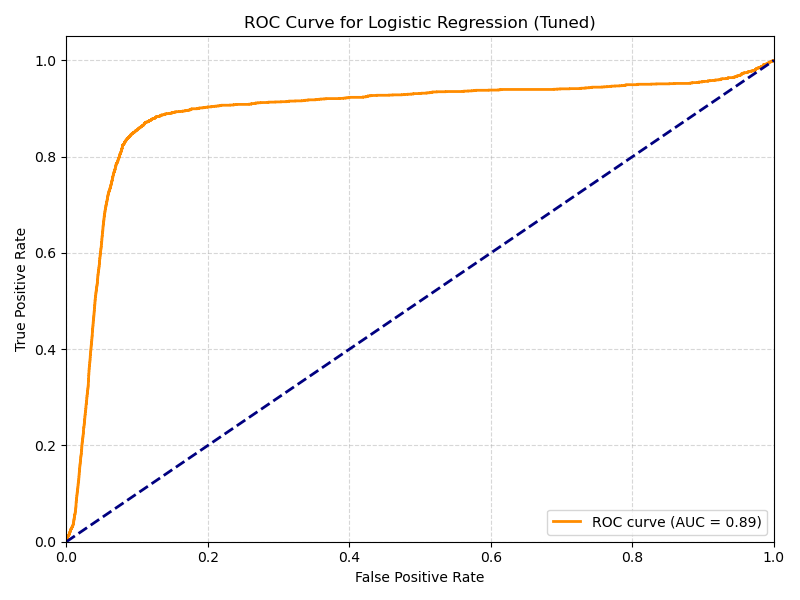 ROC Curve for Logistic Regression (Tuned)
True Positive Rate
1.0
0.8
0.6
0.4
0.2
0.0
ROC curve (AUC = 0.89)
0.0 0.2 0.4 0.6 0.8 1.0
False Positive Rate